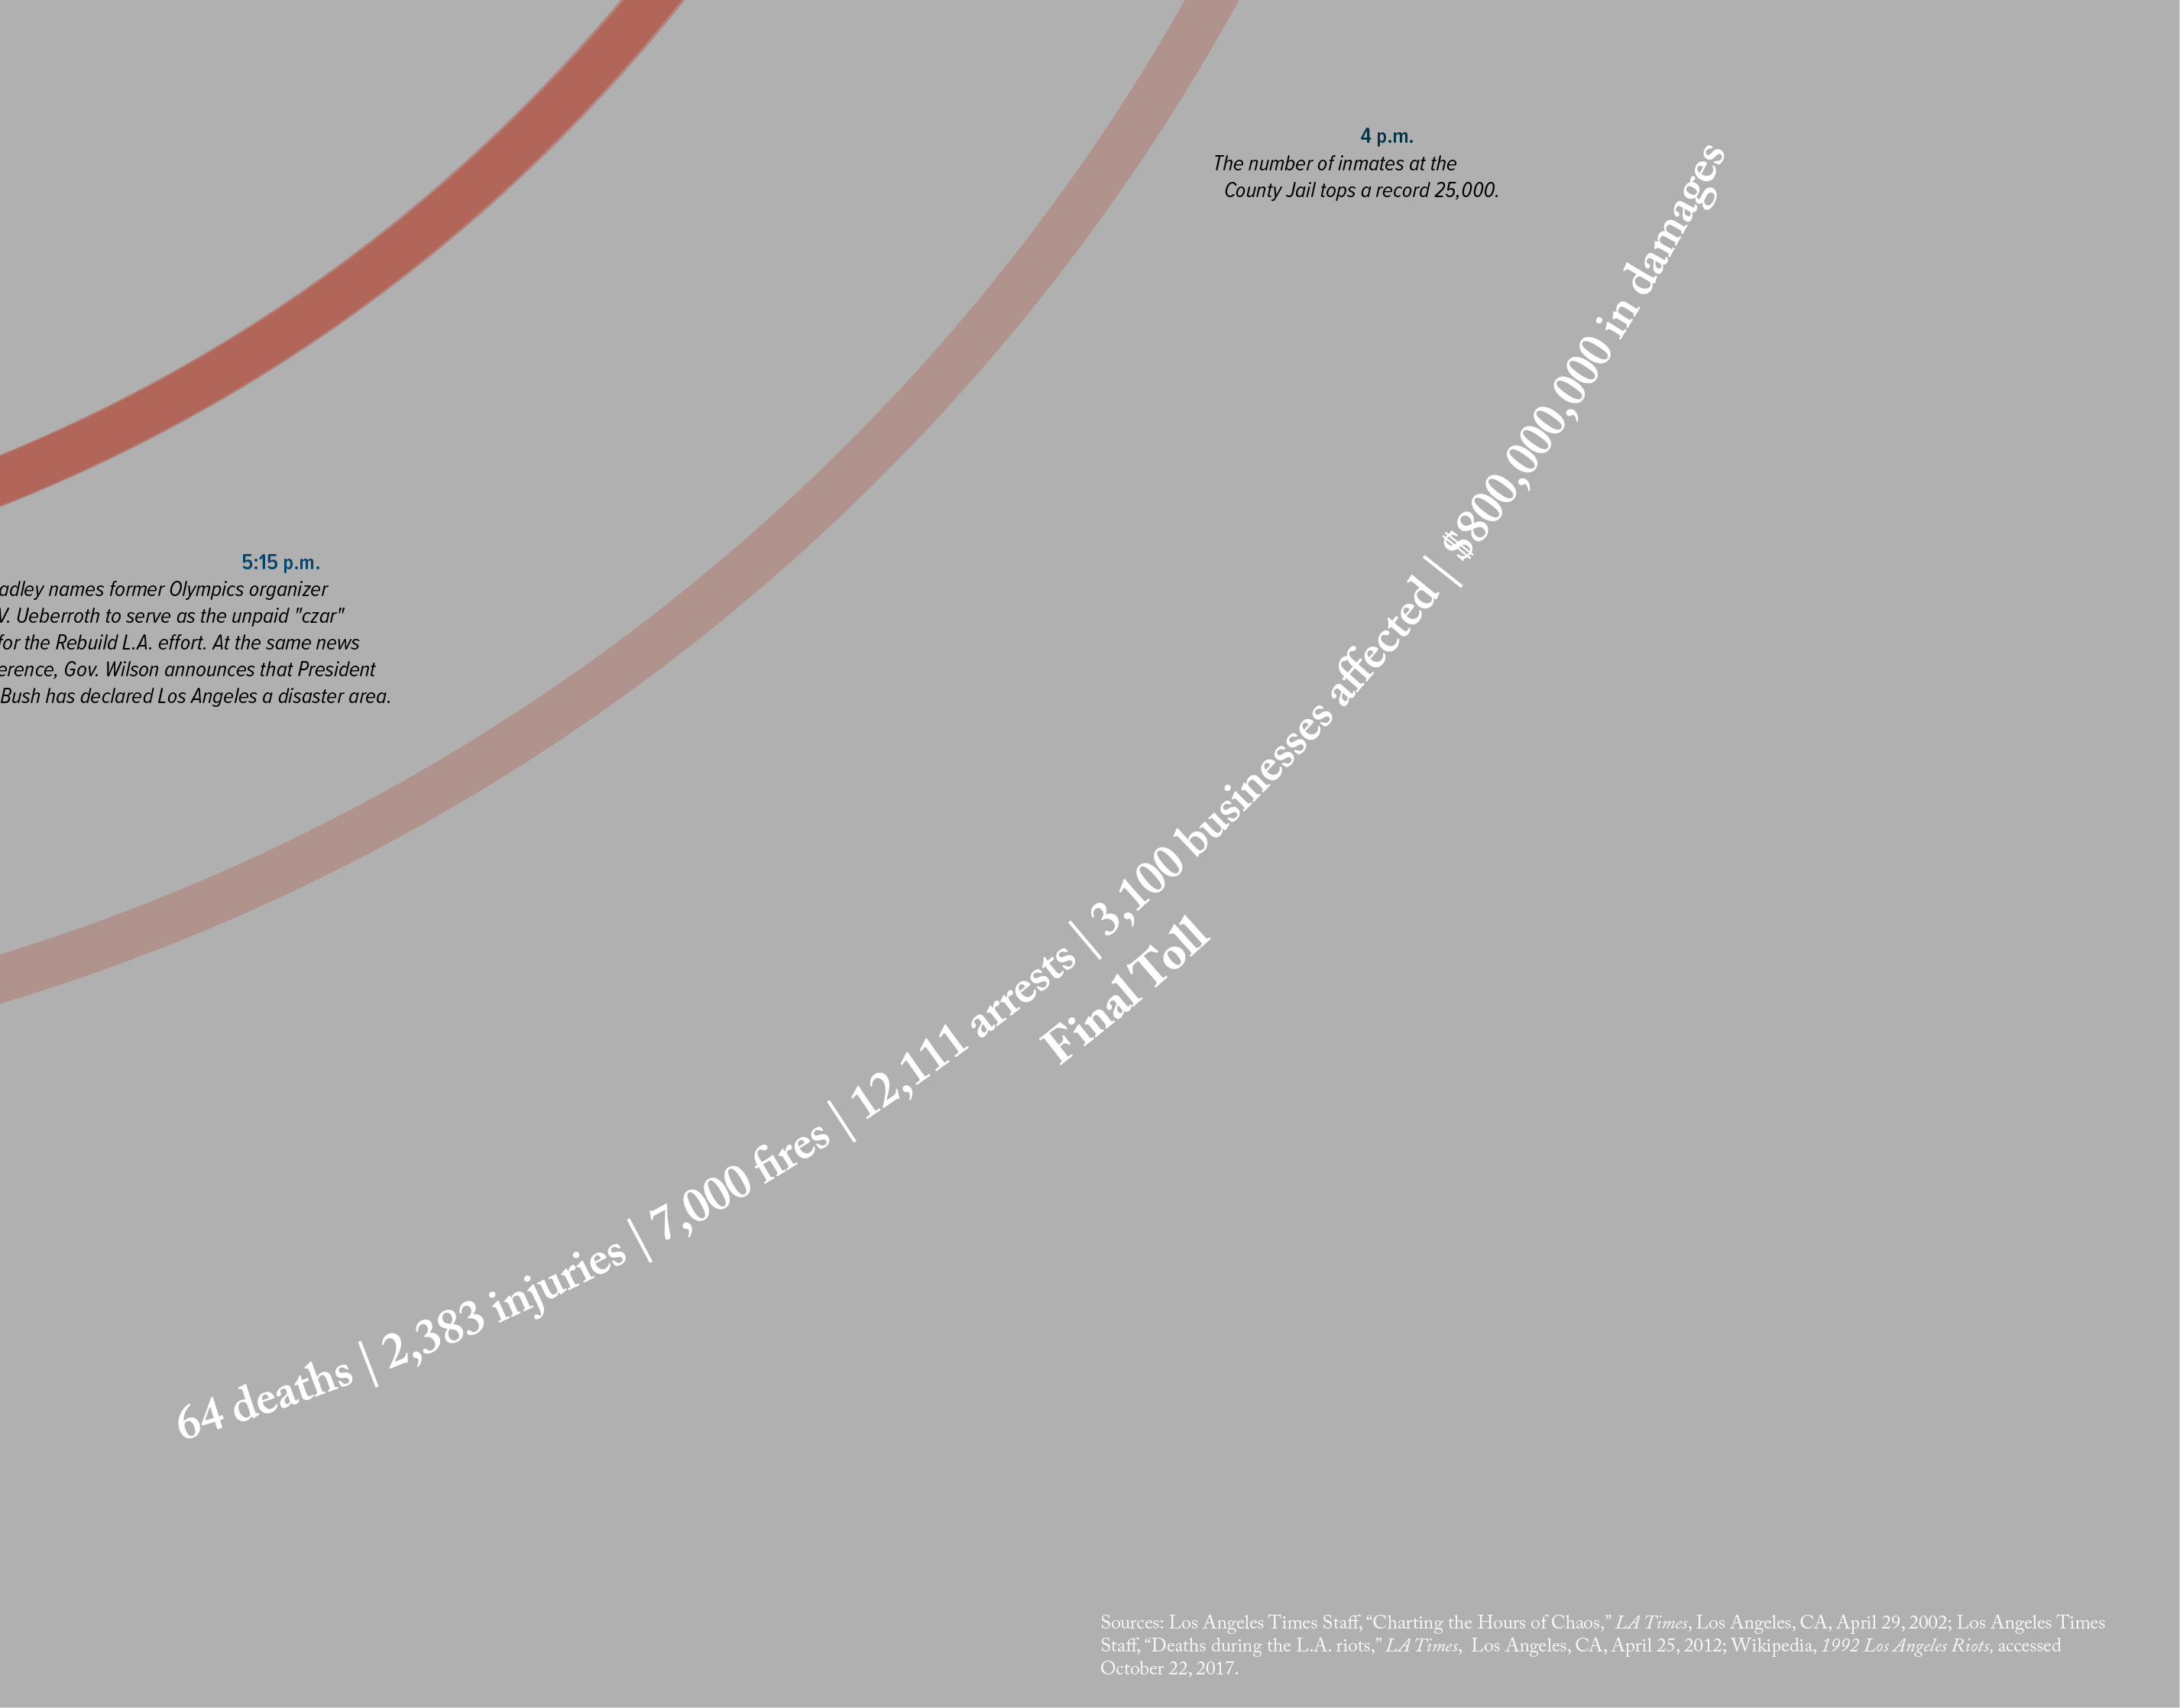 4 p.m.
The number of inmates at the
County Jail tops a record 25,000.
5:15 p.m.
adley names former Olympics organizer
V. Ueberroth to serve as the unpaid "czar"
for the Rebuild L.A. effort. At the same news
erence, Gov. Wilson announces that President
Bush has declared Los Angeles a disaster area.
64 deaths | 2,383 injuries | 7,000 fires | 12,111 arrests | 3,100 businesses affected | $800,000,000 in damages
Final Toll
Sources: Los Angeles Times Staff, “Charting the Hours of Chaos,” LA Times, Los Angeles, CA, April 29, 2002; Los Angeles Times
Staff, “Deaths during the L.A. riots,” LA Times, Los Angeles, CA, April 25, 2012; Wikipedia, 1992 Los Angeles Riots, accessed
October 22, 2017.